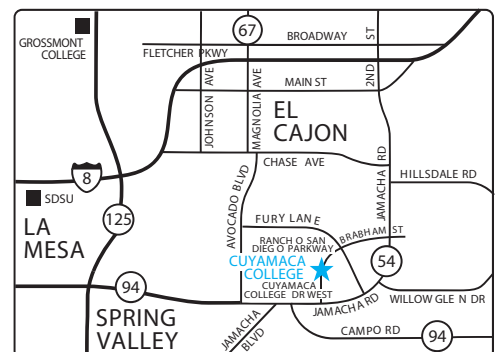 GROSSMONT
COLLEGE
67
BROADWAY
FLETCHER PKWY
2ND ST
JOHNSON AVE
MAGNOLIA AVE
MAIN ST
EL
CAJON
CHASE AVE
JAMACHA RD
HILLSDALE RD
8
SDSU
LA
MESA
125
AVOCADO BLVD
FURY LANE
RANCHO SAN
DIEGO PARKWAY
BRABHAM ST
CUYAMACA
COLLEGE
CUYAMACA
COLLEGE DR WEST
54
94
JAMACHA RD
WILLOW GLEN DR
SPRING
VALLEY
JAMACHA
BLVD
CAMPO RD
94